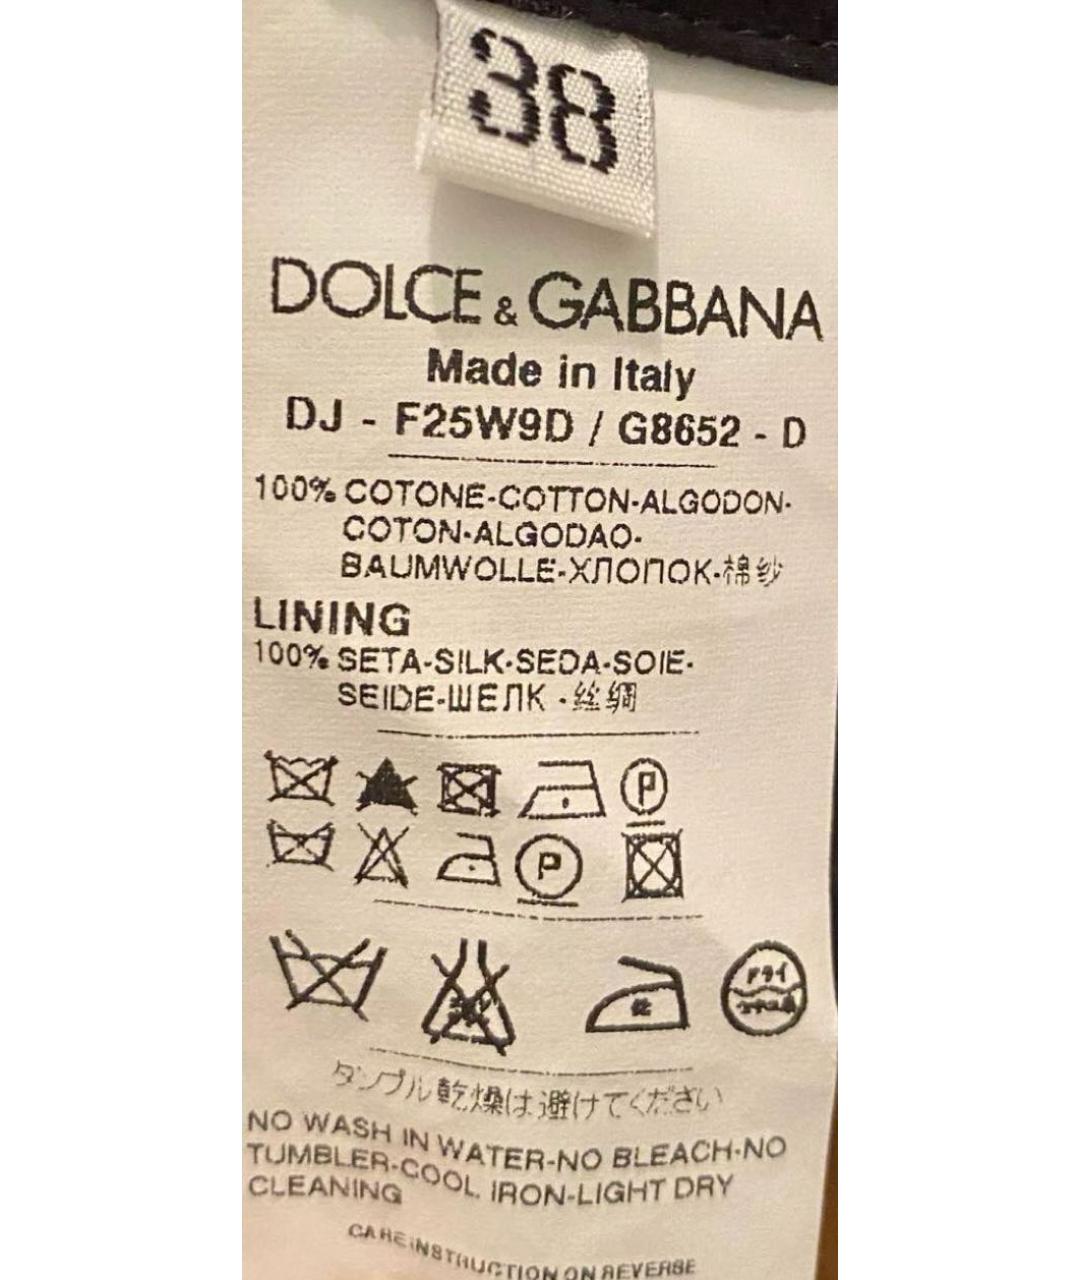 38
DOLCE & GABBANA
Made in Italy
DJ - F25W9D / G8652 - D
100% COTONE-COTTON-ALGODON-
COTON-ALGODAO-
BAUMWOLLE-ХЛОПОК-棉纱
LINING
100% SETA-SILK-SEDA-SOIE-
SEIDE-ШЕЛК -丝绸
P
P
ドライ
タンブル乾燥は避けてください
NO WASH IN WATER-NO BLEACH-NO
TUMBLER-COOL IRON-LIGHT DRY
CLEANING
CARE INSTRUCTION ON REVERSE